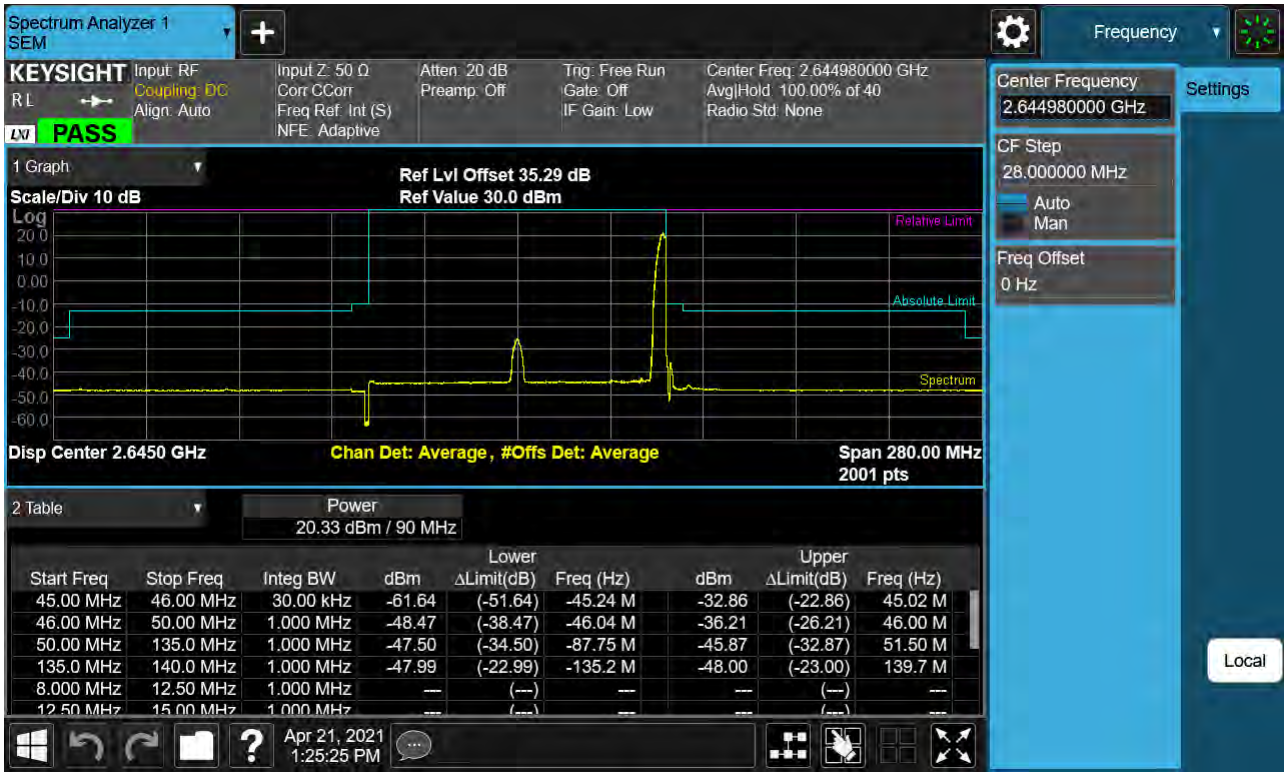 Spectrum Analyzer 1
SEM
+
Frequency
KEYSIGHT
R L
LXI
PASS
Input: RF
Coupling: DC
Align: Auto
Input Z: 50 Ω
Corr CCorr
Freq Ref: Int (S)
NFE: Adaptive
Atten: 20 dB
Preamp: Off
Trig: Free Run
Gate: Off
IF Gain: Low
Center Freq: 2.644980000 GHz
Avg|Hold: 100.00% of 40
Radio Std: None
Center Frequency
2.644980000 GHz
Settings
CF Step
28.000000 MHz
Auto
Man
Freq Offset
0 Hz
Local
1 Graph
Scale/Div 10 dB
Ref Lvl Offset 35.29 dB
Ref Value 30.0 dBm
Log
20.0
10.0
0.00
-10.0
-20.0
-30.0
-40.0
-50.0
-60.0
Relative Limit
Absolute Limit
Spectrum
Disp Center 2.6450 GHz
Chan Det: Average , #Offs Det: Average
Span 280.00 MHz
2001 pts
2 Table
Power
20.33 dBm / 90 MHz
Lower Upper
Start Freq Stop Freq Integ BW dBm ΔLimit(dB) Freq (Hz) dBm ΔLimit(dB) Freq (Hz)
45.00 MHz 46.00 MHz 30.00 kHz -61.64 (-51.64) -45.24 M -32.86 (-22.86) 45.02 M
46.00 MHz 50.00 MHz 1.000 MHz -48.47 (-38.47) -46.04 M -36.21 (-26.21) 46.00 M
50.00 MHz 135.0 MHz 1.000 MHz -47.50 (-34.50) -87.75 M -45.87 (-32.87) 51.50 M
135.0 MHz 140.0 MHz 1.000 MHz -47.99 (-22.99) -135.2 M -48.00 (-23.00) 139.7 M
8.000 MHz 12.50 MHz 1.000 MHz --- (---) --- --- (---) ---
12.50 MHz 15.00 MHz 1.000 MHz --- (---) --- --- (---) ---
?
Apr 21, 2021
1:25:25 PM